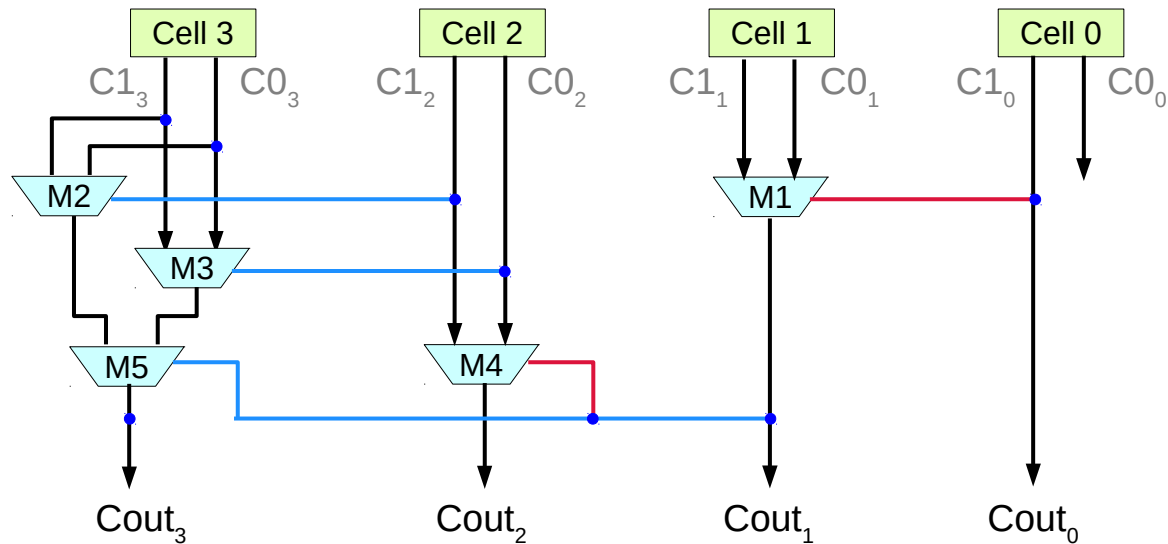 Cell 3 Cell 2 Cell 1 Cell 0
C1₃ C0₃ C1₂ C0₂ C1₁ C0₁ C1₀ C0₀
M2 M1
M3
M5 M4
Cout₃ Cout₂ Cout₁ Cout₀